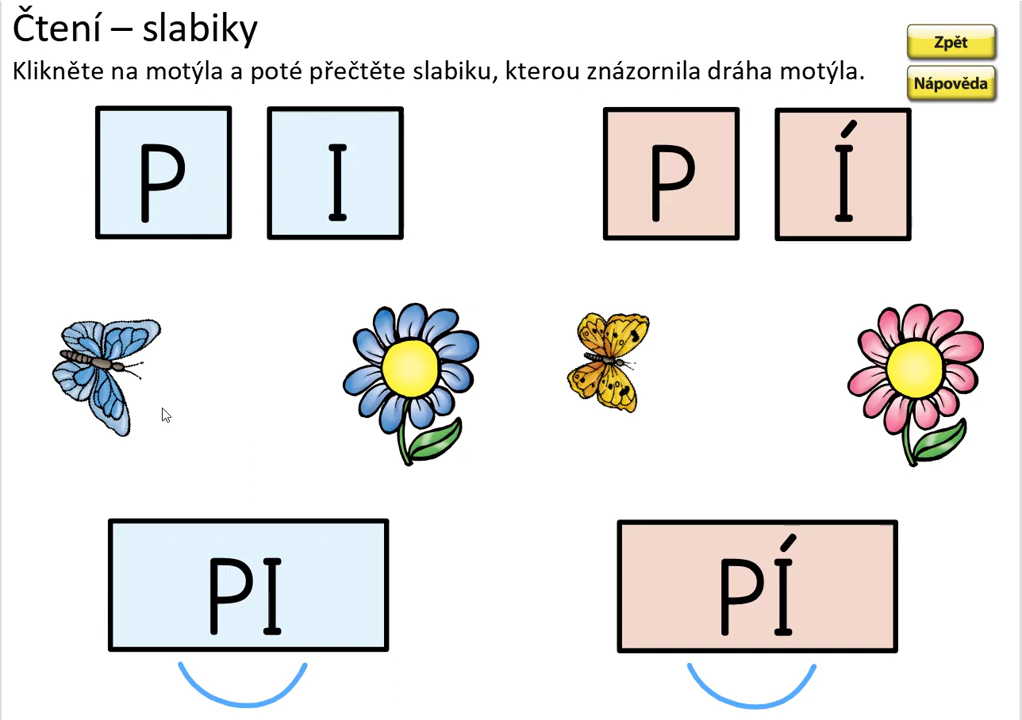 Čtení – slabiky
Zpět
Klikněte na motýla a poté přečtěte slabiku, kterou znázornila dráha motýla.
Nápověda
P I P Í
PI PÍ